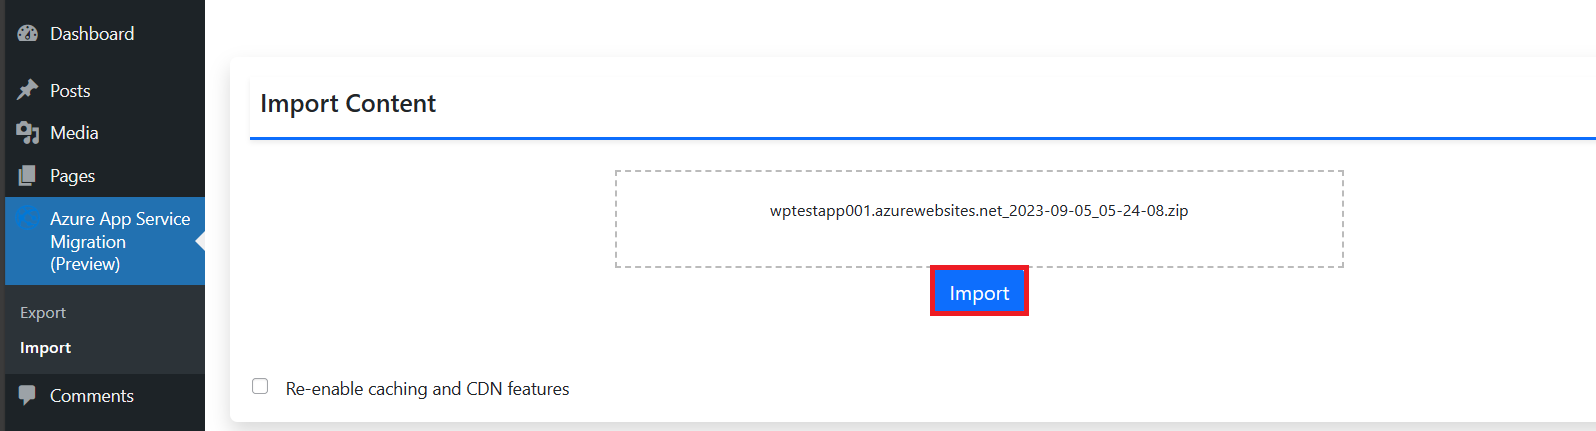 Dashboard
Posts
Media
Pages
Azure App Service
Migration
(Preview)
Export
Import
Comments
Import Content
wptestapp001.azurewebsites.net_2023-09-05_05-24-08.zip
Import
Re-enable caching and CDN features